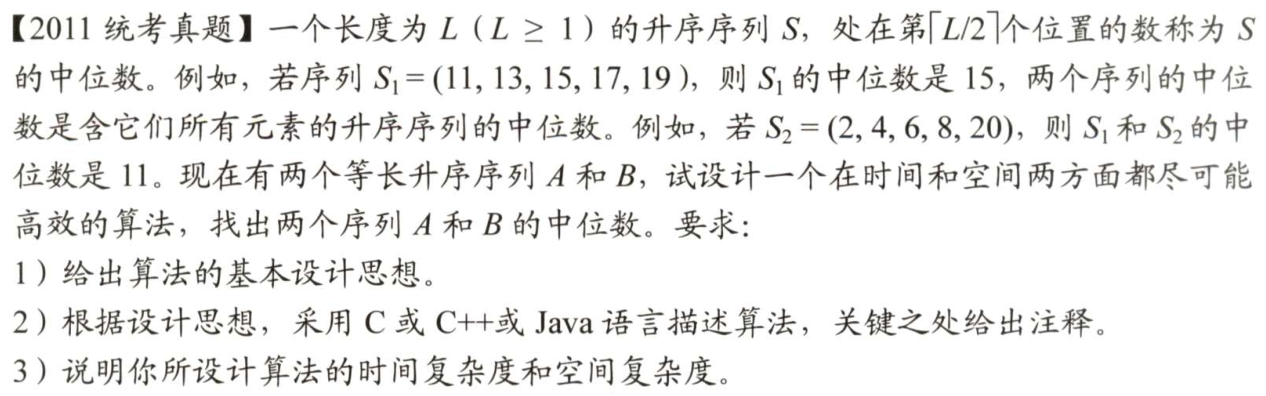 【2011 统考真题】一个长度为 L（L ≥ 1）的升序序列 S，处在第⌈L/2⌉个位置的数称为 S
的中位数。例如，若序列 S₁ = (11, 13, 15, 17, 19 )，则 S₁ 的中位数是 15，两个序列的中位
数是含它们所有元素的升序序列的中位数。例如，若 S₂ = (2, 4, 6, 8, 20)，则 S₁ 和 S₂ 的中
位数是 11。现在有两个等长升序序列 A 和 B，试设计一个在时间和空间两方面都尽可能
高效的算法，找出两个序列 A 和 B 的中位数。要求：
1）给出算法的基本设计思想。
2）根据设计思想，采用 C 或 C++或 Java 语言描述算法，关键之处给出注释。
3）说明你所设计算法的时间复杂度和空间复杂度。